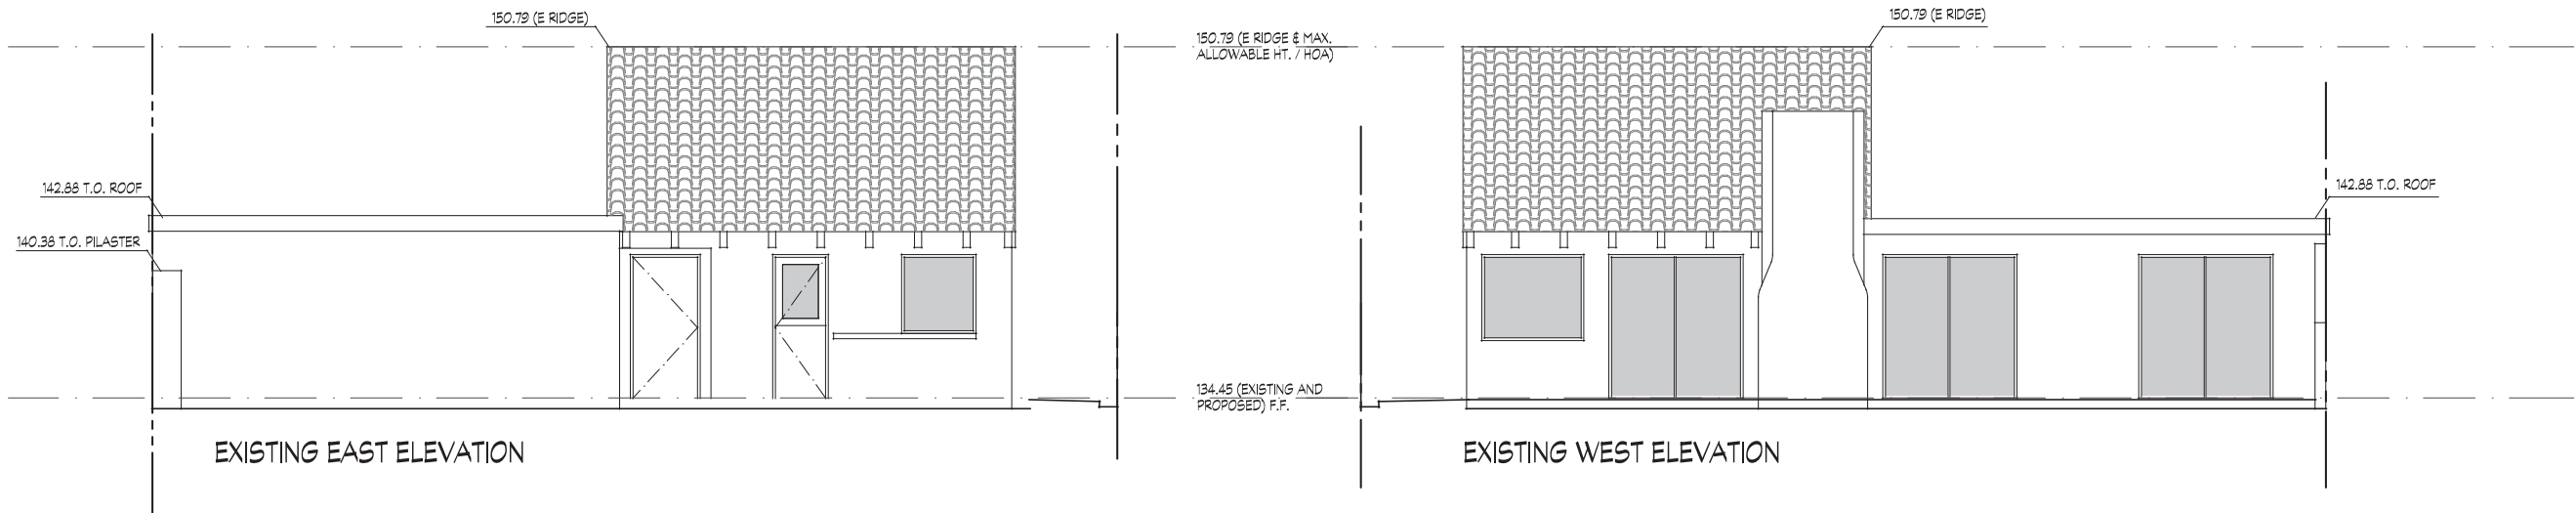 150.79 (E RIDGE)
142.88 T.O. ROOF
140.38 T.O. PILASTER
EXISTING EAST ELEVATION
150.79 (E RIDGE & MAX.
ALLOWABLE HT. / HOA)
134.45 (EXISTING AND
PROPOSED) F.F.
150.79 (E RIDGE)
142.88 T.O. ROOF
EXISTING WEST ELEVATION